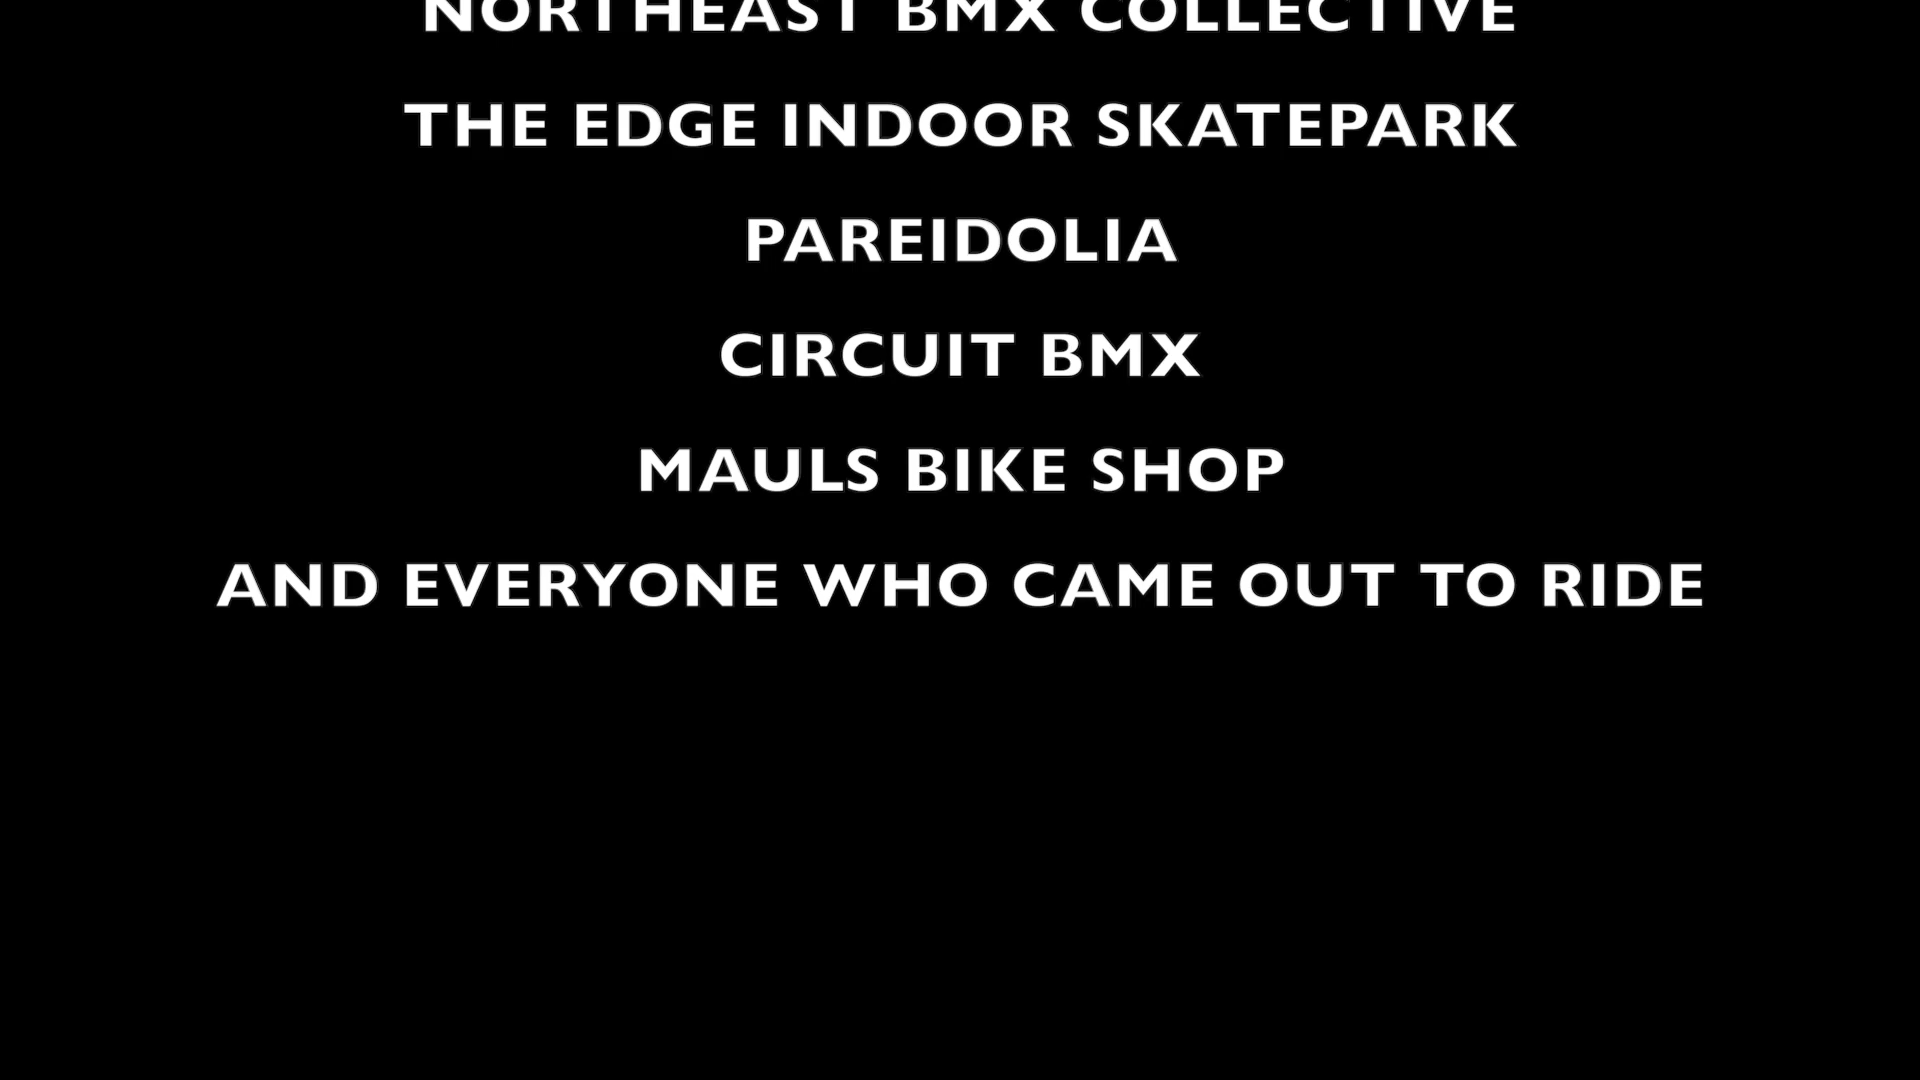 NORTHEAST BMX COLLECTIVE
THE EDGE INDOOR SKATEPARK
PAREIDOLIA
CIRCUIT BMX
MAULS BIKE SHOP
AND EVERYONE WHO CAME OUT TO RIDE